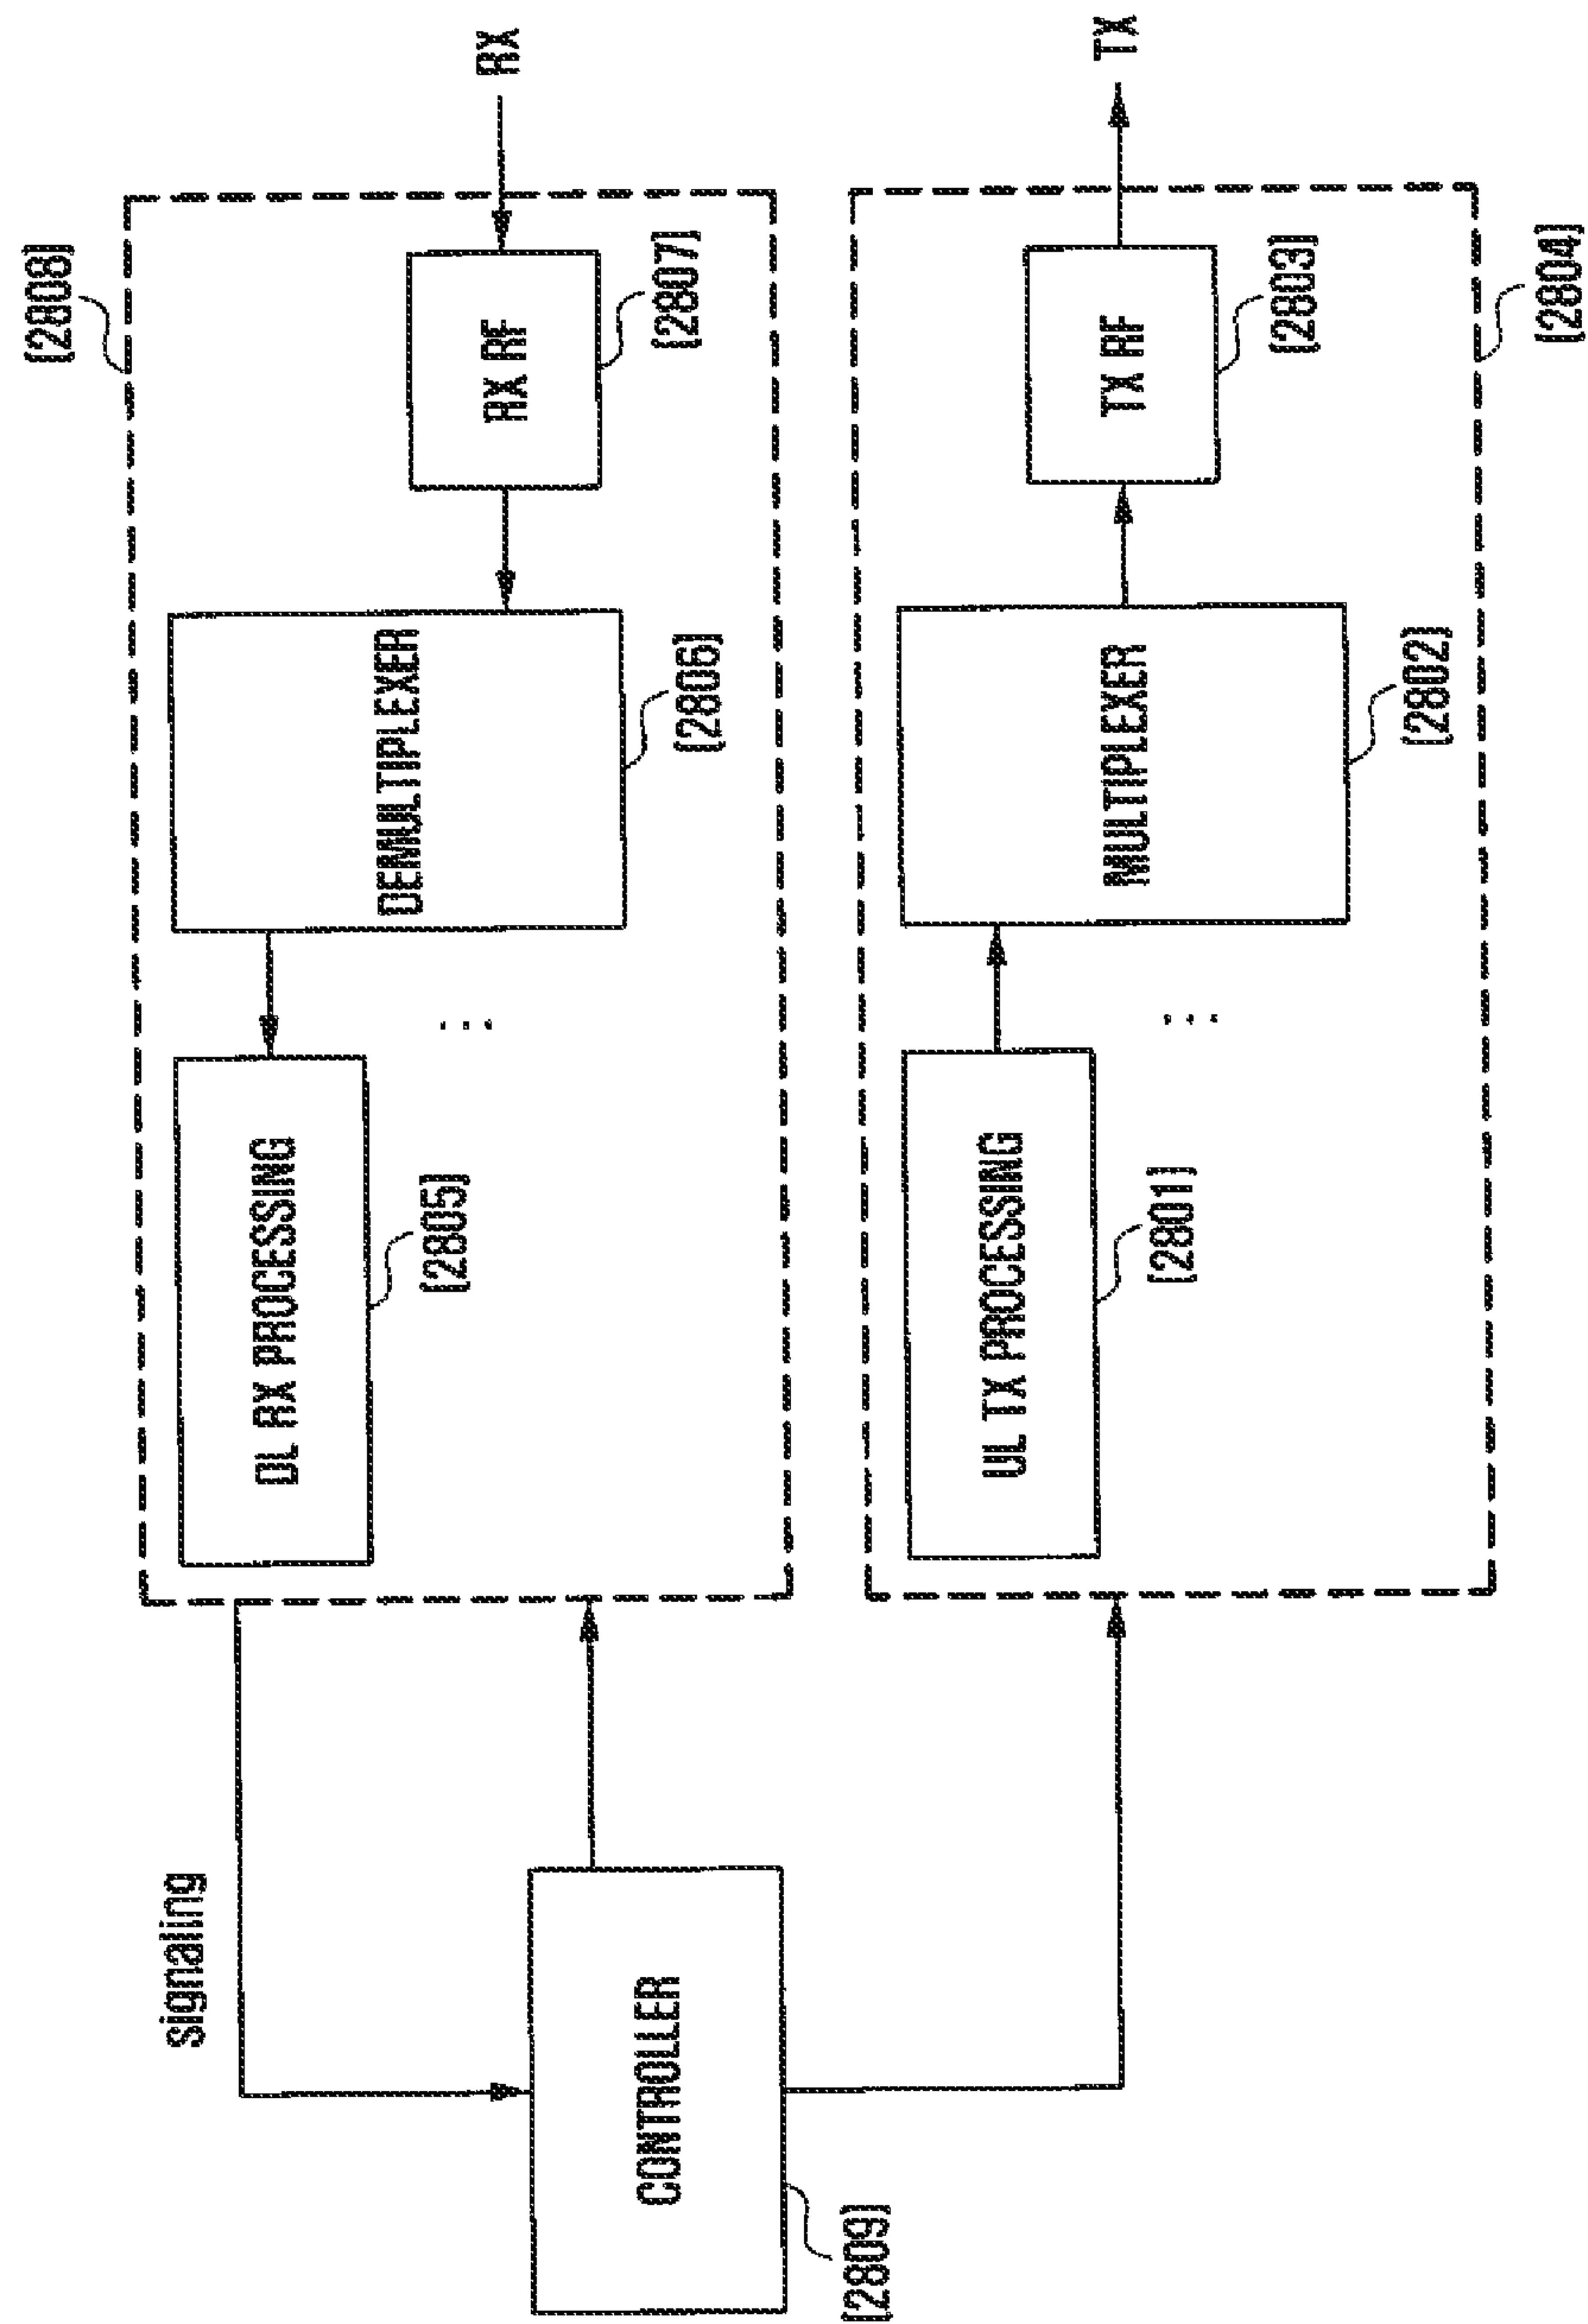 [2808]
RX
RX RF
[2807]
DEMULTIPLEXER
[2806]
DL RX PROCESSING
[2805]
...
signaling
CONTROLLER
[2809]
TX
TX RF
[2803]
MULTIPLEXER
[2802]
UL TX PROCESSING
[2801]
...
[2804]